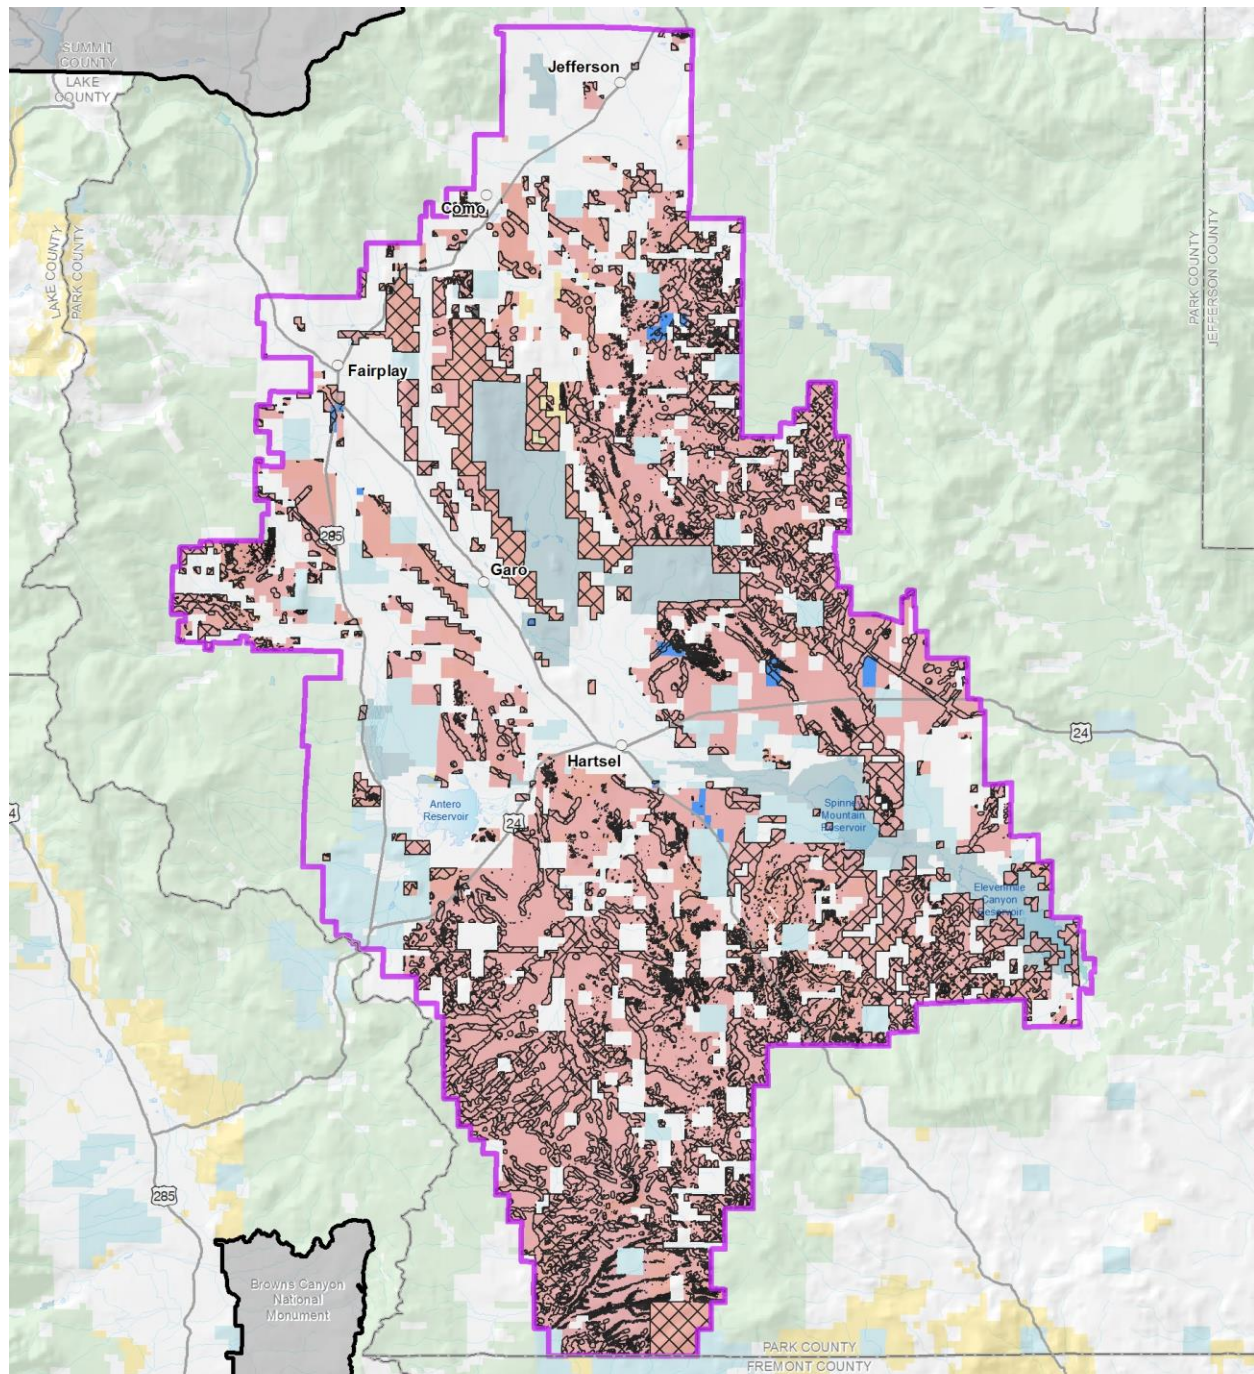 SUMMIT
COUNTY
LAKE
COUNTY
Jefferson
Como
LAKE COUNTY
PARK COUNTY
PARK COUNTY
JEFFERSON COUNTY
Fairplay
285
Garo
24
Hartsel
Antero
Reservoir
24
Spinney
Mountain
Reservoir
4
Elevenmile
Canyon
Reservoir
285
Browns Canyon
National
Monument
PARK COUNTY
FREMONT COUNTY